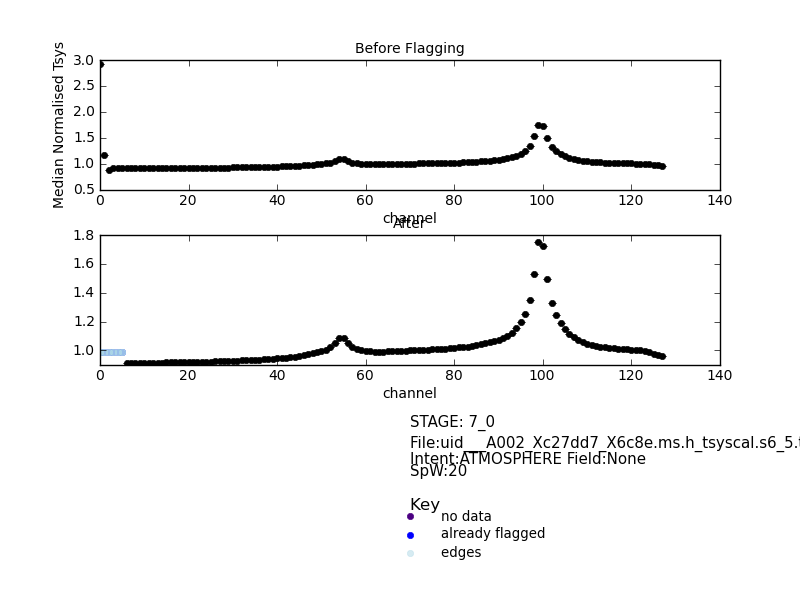 Before Flagging
Median Normalised Tsys
3.0
2.5
2.0
1.5
1.0
0.5
0 20 40 60 80 100 120 140
channel
After
1.8
1.6
1.4
1.2
1.0
0 20 40 60 80 100 120 140
channel
STAGE: 7_0
File:uid___A002_Xc27dd7_X6c8e.ms.h_tsyscal.s6_5.t
Intent:ATMOSPHERE Field:None
SpW:20
Key
no data
already flagged
edges